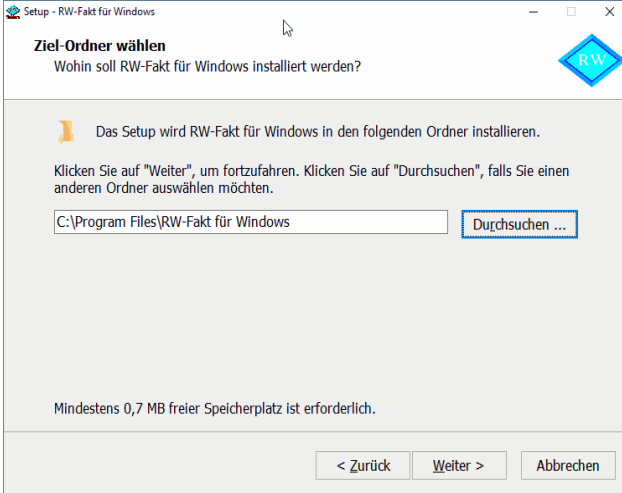 Setup - RW-Fakt für Windows
Ziel-Ordner wählen
Wohin soll RW-Fakt für Windows installiert werden?
RW
Das Setup wird RW-Fakt für Windows in den folgenden Ordner installieren.
Klicken Sie auf "Weiter", um fortzufahren. Klicken Sie auf "Durchsuchen", falls Sie einen
anderen Ordner auswählen möchten.
C:\Program Files\RW-Fakt für Windows
Durchsuchen ...
Mindestens 0,7 MB freier Speicherplatz ist erforderlich.
< Zurück
Weiter >
Abbrechen